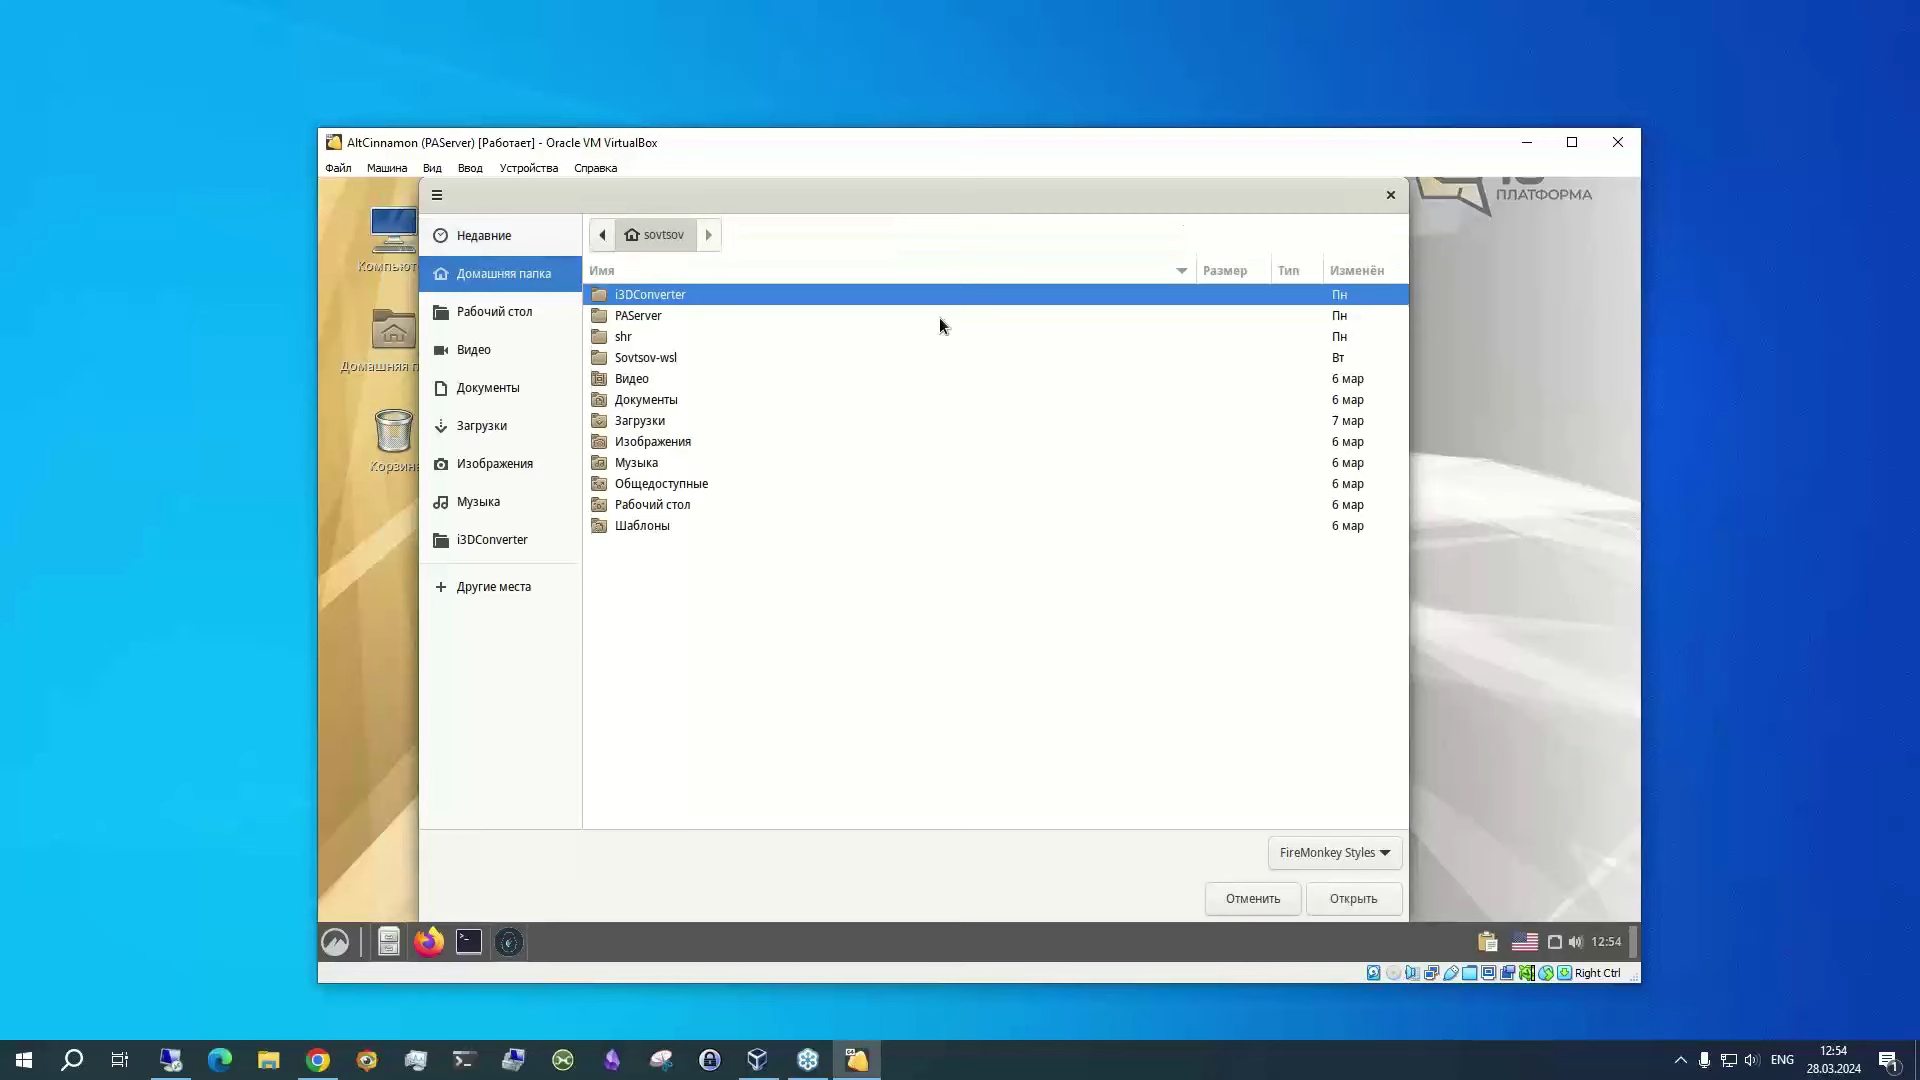 AltCinnamon (PAServer) [Работает] - Oracle VM VirtualBox
Файл Машина Вид Ввод Устройства Справка
ПЛАТФОРМА
Недавние
sovtsov
Домашняя папка
Имя Размер Тип Изменён
i3DConverter Пн
PAServer Пн
shr Пн
Sovtsov-wsl Вт
Видео 6 мар
Документы 6 мар
Загрузки 7 мар
Изображения 6 мар
Музыка 6 мар
Общедоступные 6 мар
Рабочий стол 6 мар
Шаблоны 6 мар
Рабочий стол
Видео
Документы
Загрузки
Изображения
Музыка
i3DConverter
Другие места
Компьют
Домашняя п
Корзина
FireMonkey Styles
Отменить Открыть
12:54
Right Ctrl
ENG
12:54
28.03.2024
1